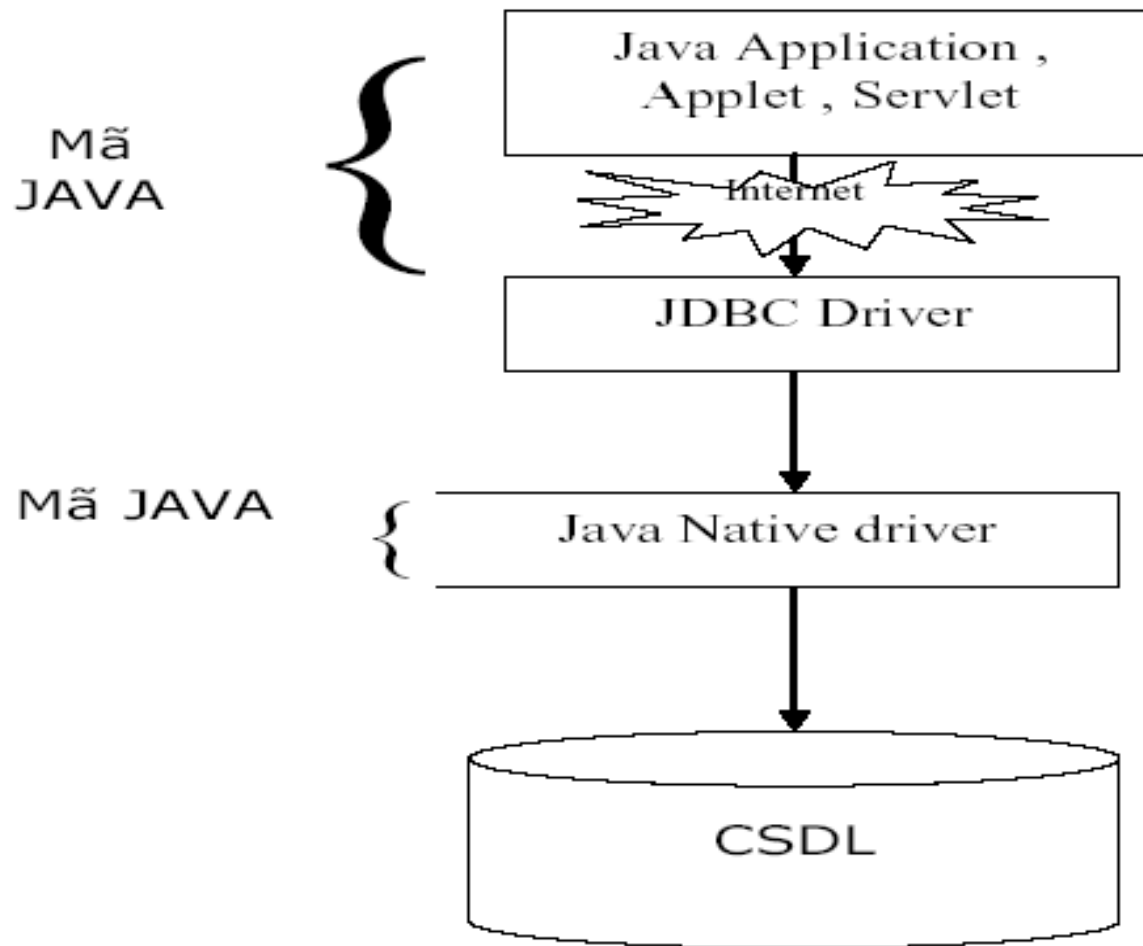 Java Application ,
Applet , Servlet
Mã
JAVA
Internet
JDBC Driver
Mã JAVA
Java Native driver
CSDL